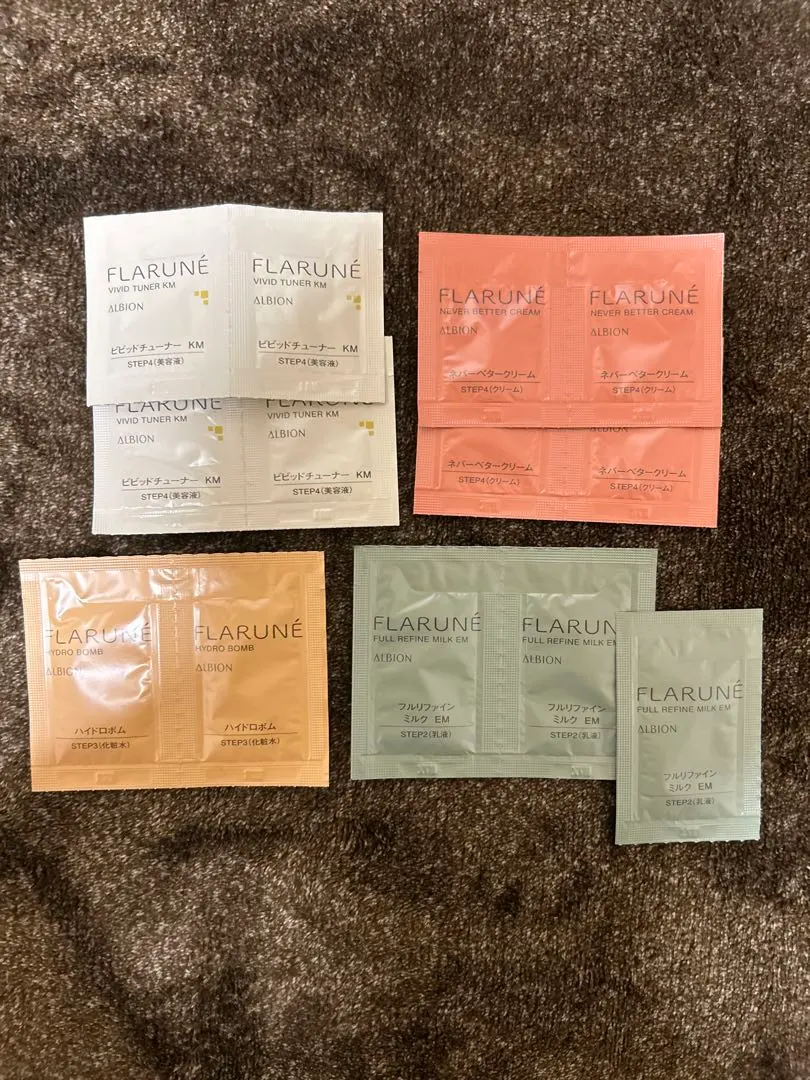 FLARUNÉ
VIVID TUNER KM
ALBION
ビビッドチューナー KM
STEP4(美容液)
FLARUNÉ
VIVID TUNER KM
ALBION
ビビッドチューナー KM
STEP4(美容液)
FLARUNÉ
VIVID TUNER KM
ALBION
ビビッドチューナー KM
STEP4(美容液)
FLARUNÉ
VIVID TUNER KM
ALBION
ビビッドチューナー KM
STEP4(美容液)
FLARUNÉ
NEVER BETTER CREAM
ALBION
ネバーベタークリーム
STEP4(クリーム)
FLARUNÉ
NEVER BETTER CREAM
ALBION
ネバーベタークリーム
STEP4(クリーム)
ネバーベタークリーム
STEP4(クリーム)
ALBION
ネバーベタークリーム
STEP4(クリーム)
FLARUNÉ
HYDRO BOMB
ALBION
ハイドロボム
STEP3(化粧水)
FLARUNÉ
HYDRO BOMB
ALBION
ハイドロボム
STEP3(化粧水)
FLARUNÉ
FULL REFINE MILK EM
ALBION
フルリファイン
ミルク EM
STEP2(乳液)
FLARUN
FULL REFINE MILK E
ALBION
フルリファイン
ミルク EM
STEP2(乳液)
FLARUNÉ
FULL REFINE MILK EM
ALBION
フルリファイン
ミルク EM
STEP2(乳液)